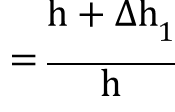 = (h + Δh₁) / h